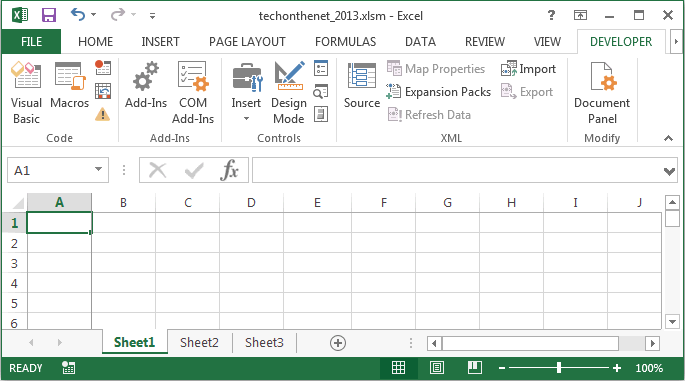 techonthenet_2013.xlsm - Excel
FILE HOME INSERT PAGE LAYOUT FORMULAS DATA REVIEW VIEW DEVELOPER
Visual Basic
Macros
Code
Add-Ins
COM Add-Ins
Add-Ins
Insert
Design Mode
Controls
Source
Map Properties
Expansion Packs
Refresh Data
Import
Export
XML
Document Panel
Modify
A1
fx
A B C D E F G H I J
1
2
3
4
5
6
Sheet1 Sheet2 Sheet3
READY 100%